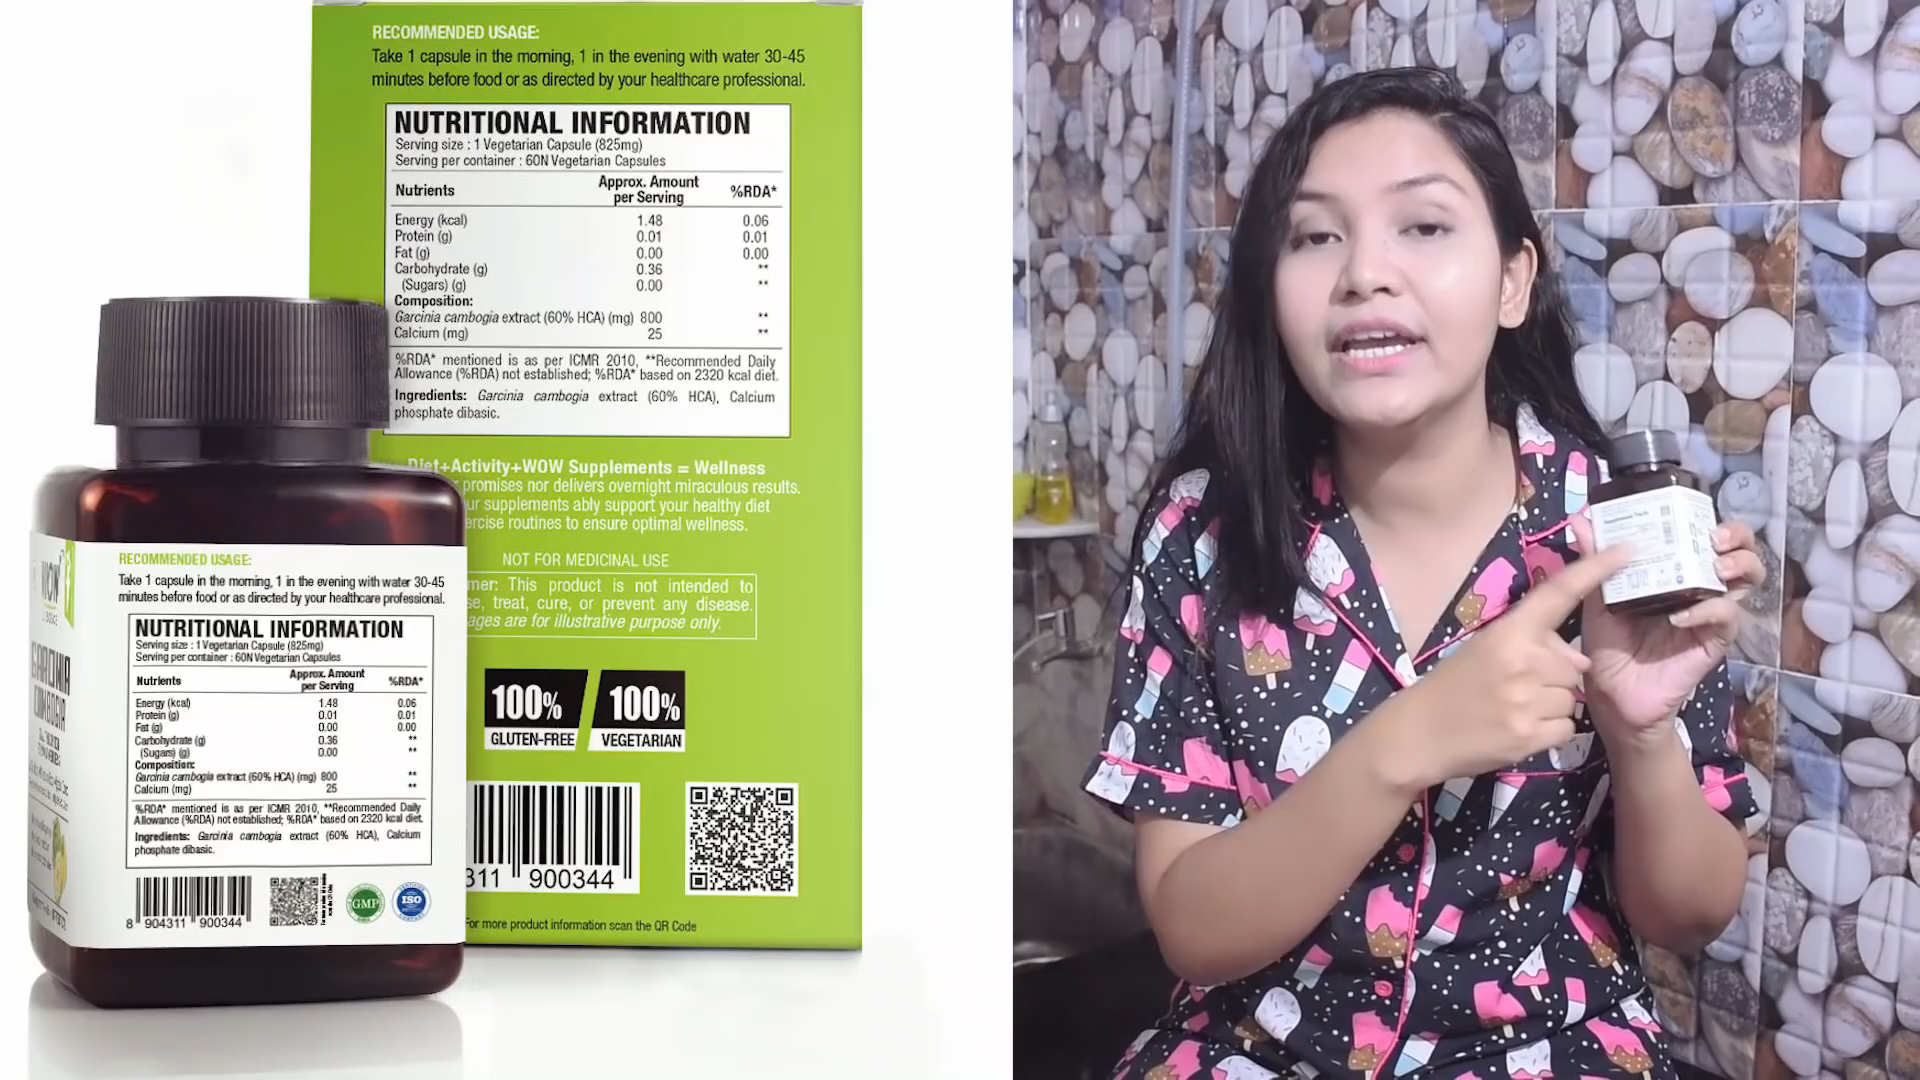 RECOMMENDED USAGE:
Take 1 capsule in the morning, 1 in the evening with water 30-45
minutes before food or as directed by your healthcare professional.
NUTRITIONAL INFORMATION
Serving size : 1 Vegetarian Capsule (825mg)
Serving per container : 60N Vegetarian Capsules
Nutrients Approx. Amount per Serving %RDA*
Energy (kcal) 1.48 0.06
Protein (g) 0.01 0.01
Fat (g) 0.00 0.00
Carbohydrate (g) 0.36 **
(Sugars) (g) 0.00 **
Composition:
Garcinia cambogia extract (60% HCA) (mg) 800 **
Calcium (mg) 25 **
%RDA* mentioned is as per ICMR 2010, **Recommended Daily
Allowance (%RDA) not established; %RDA* based on 2320 kcal diet.
Ingredients: Garcinia cambogia extract (60% HCA), Calcium
phosphate dibasic.
Diet+Activity+WOW Supplements = Wellness
promises nor delivers overnight miraculous results.
supplements ably support your healthy diet
routines to ensure optimal wellness.
NOT FOR MEDICINAL USE
This product is not intended to
treat, cure, or prevent any disease.
are for illustrative purpose only.
100% GLUTEN-FREE
100% VEGETARIAN
311 900344
For more product information scan the QR Code
WOW
GARCINIA
CAMBOGIA
RECOMMENDED USAGE:
Take 1 capsule in the morning, 1 in the evening with water 30-45
minutes before food or as directed by your healthcare professional.
NUTRITIONAL INFORMATION
Serving size : 1 Vegetarian Capsule (825mg)
Serving per container : 60N Vegetarian Capsules
Nutrients Approx. Amount per Serving %RDA*
Energy (kcal) 1.48 0.06
Protein (g) 0.01 0.01
Fat (g) 0.00 0.00
Carbohydrate (g) 0.36 **
(Sugars) (g) 0.00 **
Composition:
Garcinia cambogia extract (60% HCA) (mg) 800 **
Calcium (mg) 25 **
%RDA* mentioned is as per ICMR 2010, **Recommended Daily
Allowance (%RDA) not established; %RDA* based on 2320 kcal diet.
Ingredients: Garcinia cambogia extract (60% HCA), Calcium
phosphate dibasic.
8 904311 900344
GMP
ISO
Supplement Facts